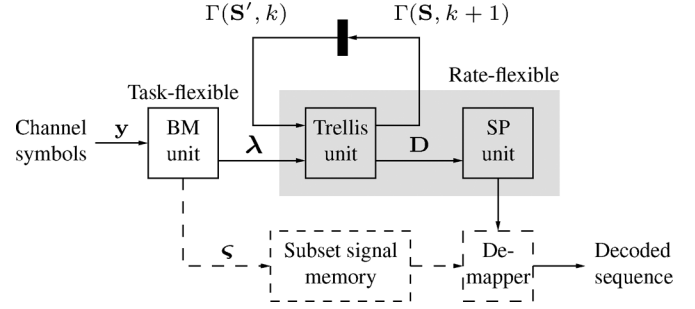 Γ(S′, k)
Γ(S, k + 1)
Task-flexible
Rate-flexible
Channel
symbols
y
BM
unit
λ
Trellis
unit
D
SP
unit
ς
Subset signal
memory
De-
mapper
Decoded
sequence